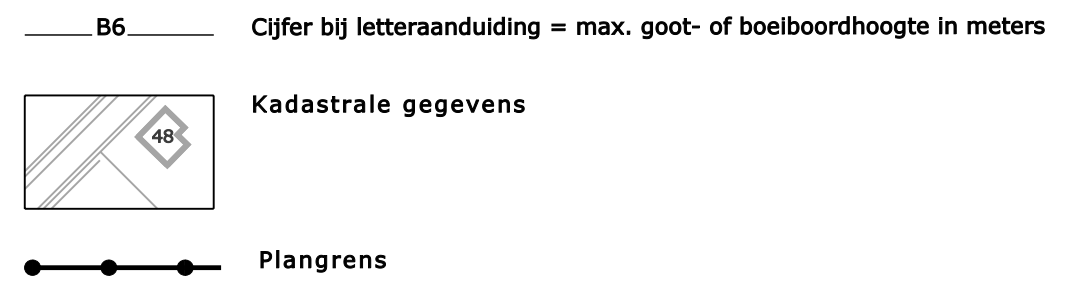 B6 Cijfer bij letteraanduiding = max. goot- of boeiboordhoogte in meters
48 Kadastrale gegevens
Plangrens